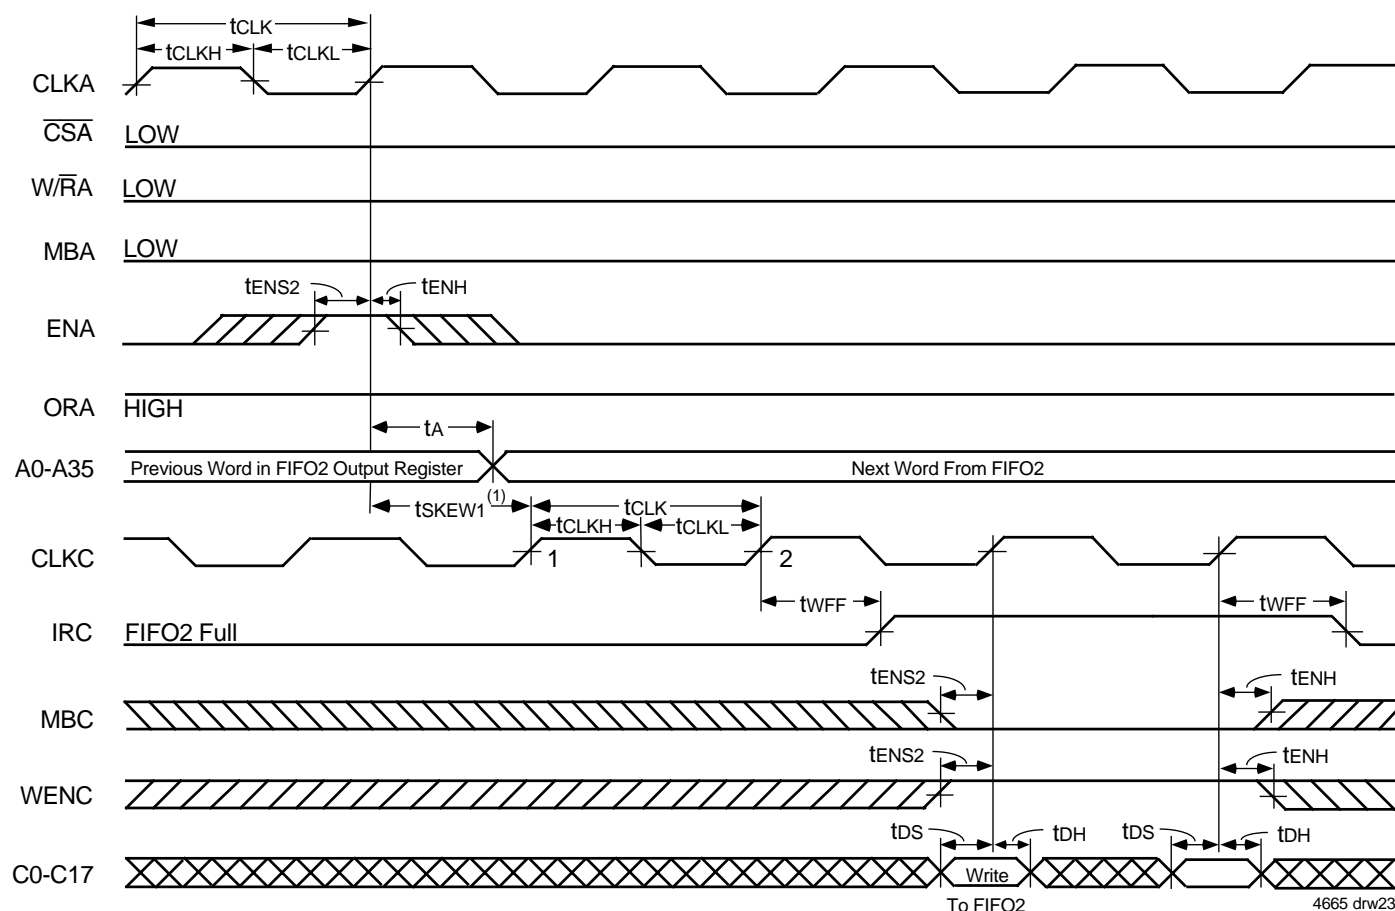 tCLK
tCLKH tCLKL
CLKA
CSA LOW
W/RA LOW
MBA LOW
tENS2 tENH
ENA
ORA HIGH
tA
A0-A35 Previous Word in FIFO2 Output Register Next Word From FIFO2
tSKEW1(1) tCLK
tCLKH tCLKL
CLKC 1 2
tWFF tWFF
IRC FIFO2 Full
tENS2 tENH
MBC
tENS2 tENH
WENC
tDS tDH tDS tDH
C0-C17 Write
To FIFO2
4665 drw23